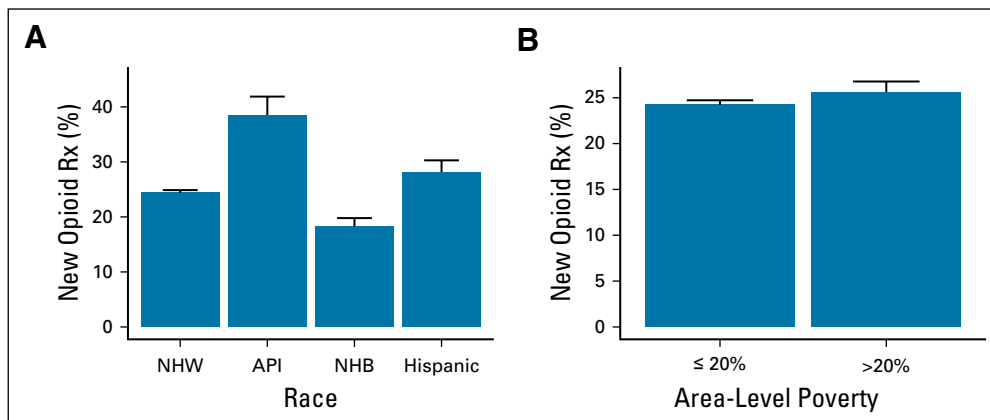 A
New Opioid Rx (%)
40
30
20
10
0
NHW API NHB Hispanic
Race
B
New Opioid Rx (%)
25
20
15
10
5
0
≤ 20% >20%
Area-Level Poverty